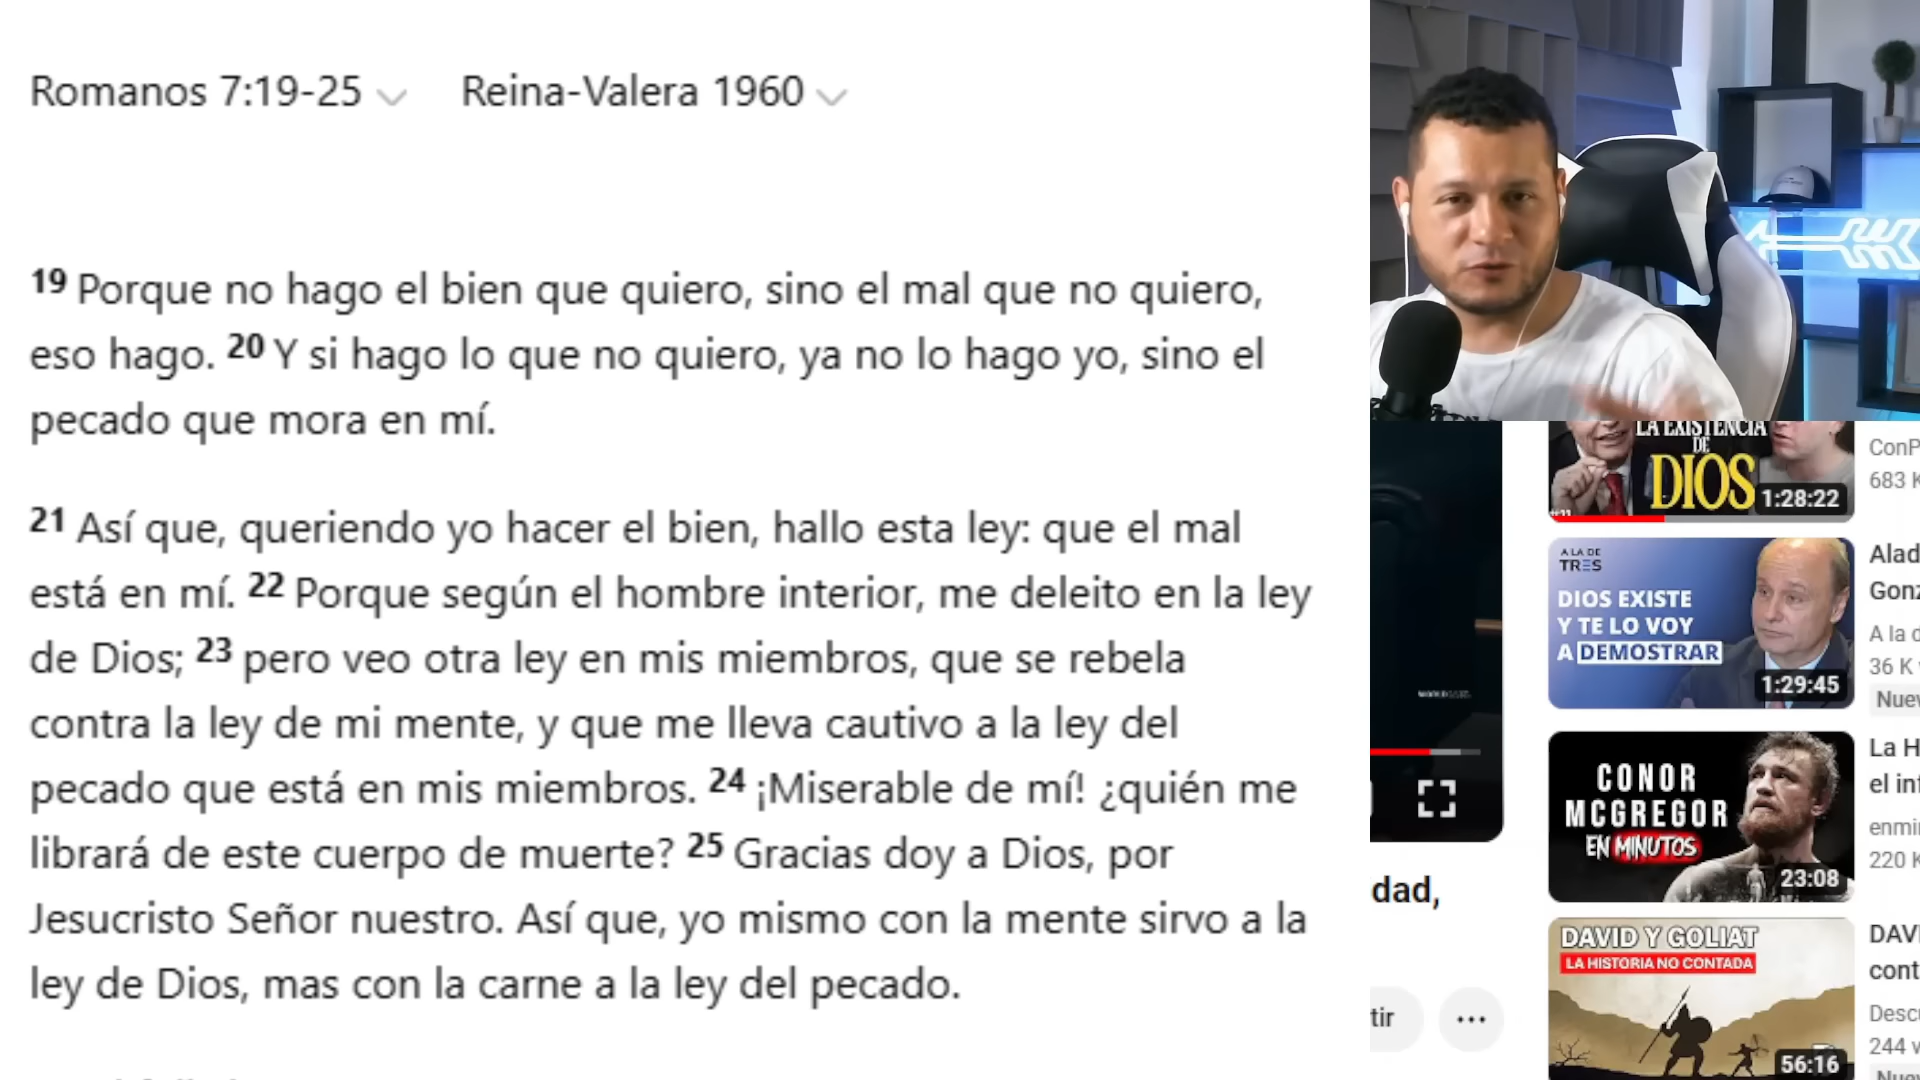 Romanos 7:19-25 Reina-Valera 1960
19 Porque no hago el bien que quiero, sino el mal que no quiero,
eso hago. 20 Y si hago lo que no quiero, ya no lo hago yo, sino el
pecado que mora en mí.
21 Así que, queriendo yo hacer el bien, hallo esta ley: que el mal
está en mí. 22 Porque según el hombre interior, me deleito en la ley
de Dios; 23 pero veo otra ley en mis miembros, que se rebela
contra la ley de mi mente, y que me lleva cautivo a la ley del
pecado que está en mis miembros. 24 ¡Miserable de mí! ¿quién me
librará de este cuerpo de muerte? 25 Gracias doy a Dios, por
Jesucristo Señor nuestro. Así que, yo mismo con la mente sirvo a la
ley de Dios, mas con la carne a la ley del pecado.
LA EXISTENCIA
DE
DIOS
1:28:22
ConP
683 K
A LA DE
TRES
DIOS EXISTE
Y TE LO VOY
A DEMOSTRAR
1:29:45
Alad
Gonz
A la d
36 K
Nuev
CONOR
MCGREGOR
EN MINUTOS
23:08
La H
el inf
enmin
220 K
dad,
tir
DAVID Y GOLIAT
LA HISTORIA NO CONTADA
56:16
DAVI
cont
Descu
244 v
Nuev